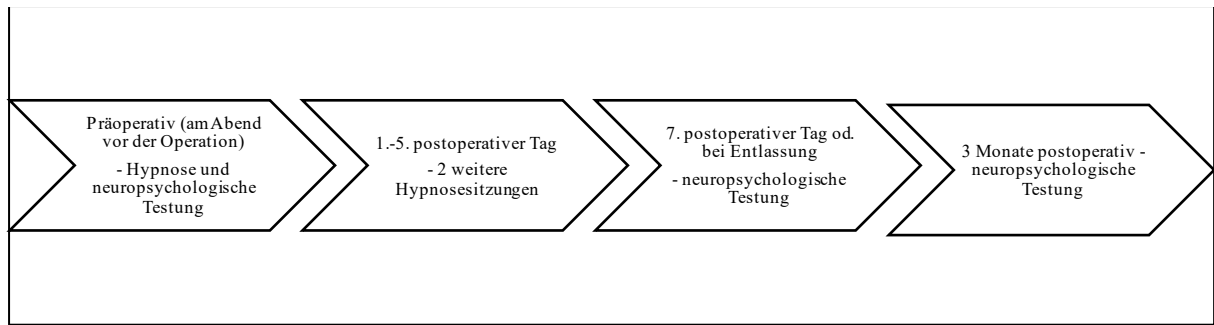 Präoperativ (am Abend
vor der Operation)
- Hypnose und
neuropsychologische
Testung
1.-5. postoperativer Tag
- 2 weitere
Hypnosesitzungen
7. postoperativer Tag od.
bei Entlassung
- neuropsychologische
Testung
3 Monate postoperativ -
neuropsychologische
Testung